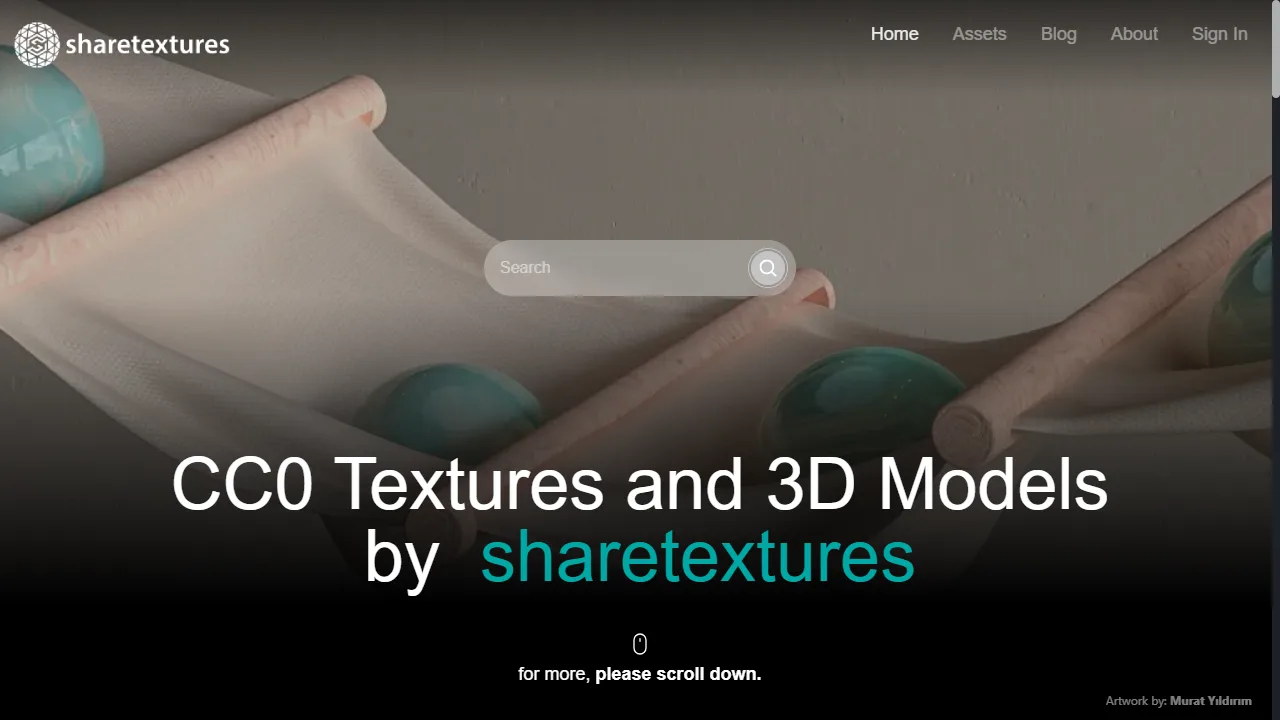 sharetextures
Home Assets Blog About Sign In
Search
CC0 Textures and 3D Models
by sharetextures
for more, please scroll down.
Artwork by: Murat Yıldırım